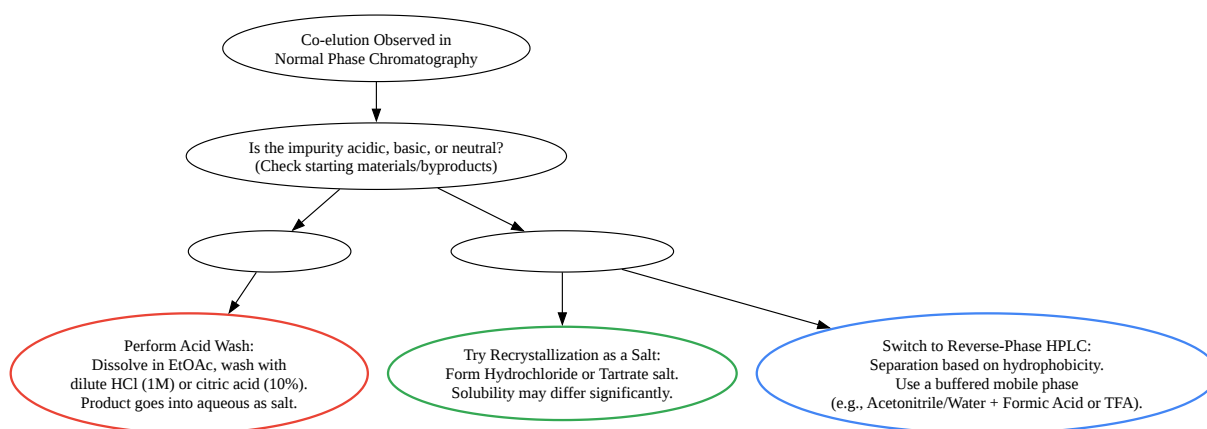 Co-elution Observed in
Normal Phase Chromatography
Is the impurity acidic, basic, or neutral?
(Check starting materials/byproducts)
Perform Acid Wash:
Dissolve in EtOAc, wash with
dilute HCl (1M) or citric acid (10%).
Product goes into aqueous as salt.
Try Recrystallization as a Salt:
Form Hydrochloride or Tartrate salt.
Solubility may differ significantly.
Switch to Reverse-Phase HPLC:
Separation based on hydrophobicity.
Use a buffered mobile phase
(e.g., Acetonitrile/Water + Formic Acid or TFA).